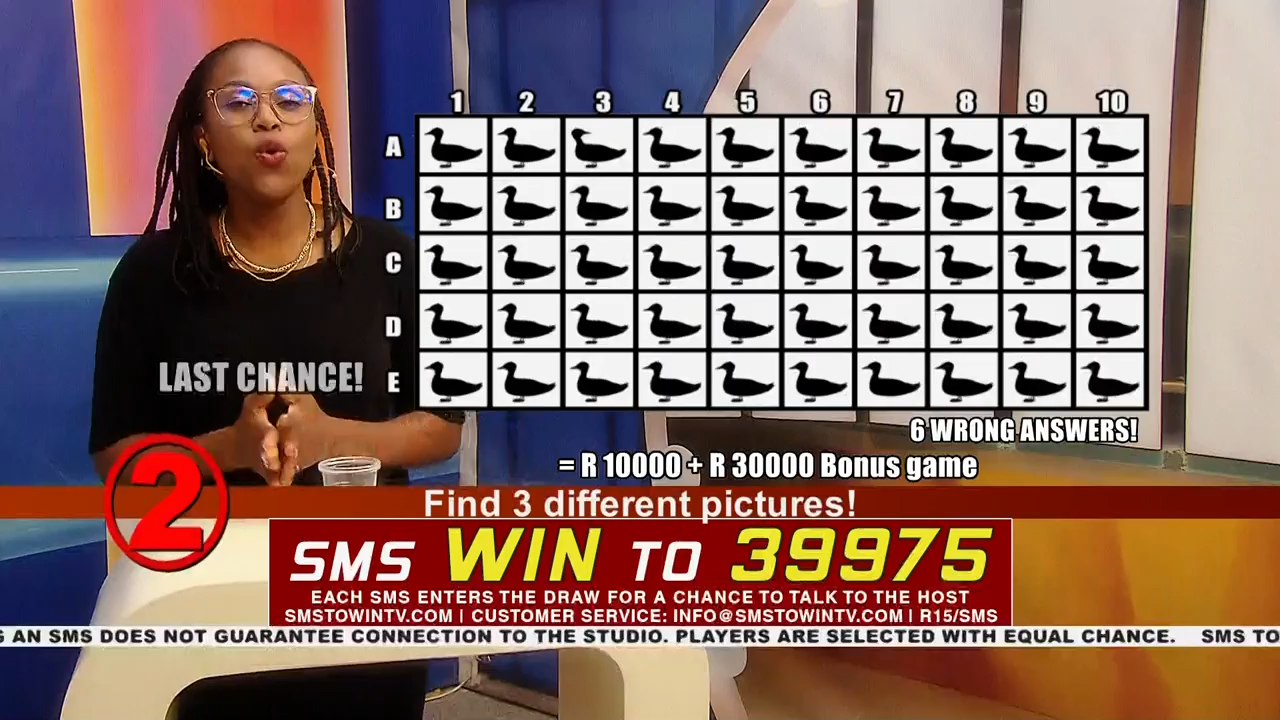 1 2 3 4 5 6 7 8 9 10
A
B
C
D
LAST CHANCE! E
6 WRONG ANSWERS!
= R 10000 + R 30000 Bonus game
2
Find 3 different pictures!
SMS WIN TO 39975
EACH SMS ENTERS THE DRAW FOR A CHANCE TO TALK TO THE HOST
SMSTOWINTV.COM | CUSTOMER SERVICE: INFO@SMSTOWINTV.COM | R15/SMS
G AN SMS DOES NOT GUARANTEE CONNECTION TO THE STUDIO. PLAYERS ARE SELECTED WITH EQUAL CHANCE. SMS TO